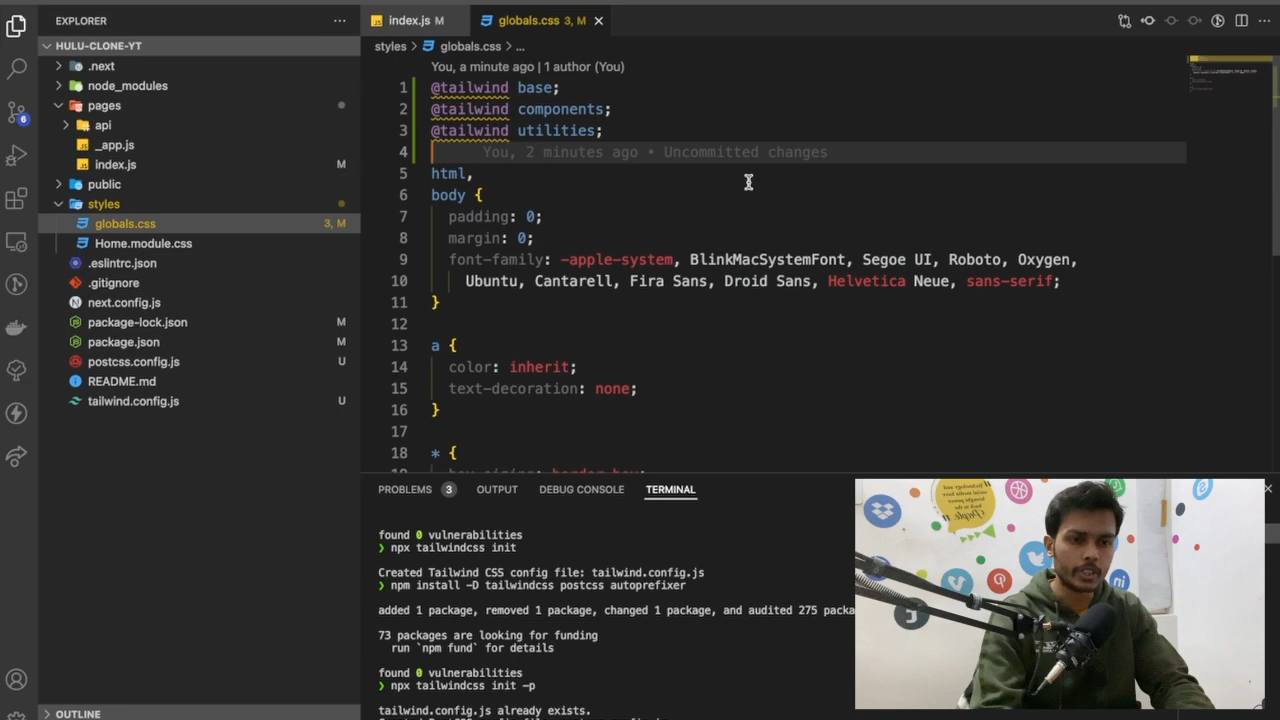 EXPLORER
HULU-CLONE-YT
.next
node_modules
pages
api
_app.js
index.js M
public
styles
globals.css 3, M
Home.module.css
.eslintrc.json
.gitignore
next.config.js
package-lock.json M
package.json M
postcss.config.js U
README.md
tailwind.config.js U
OUTLINE
6
index.js M
globals.css 3, M
styles > globals.css > ...
You, a minute ago | 1 author (You)
1 @tailwind base;
2 @tailwind components;
3 @tailwind utilities;
4 You, 2 minutes ago • Uncommitted changes
5 html,
6 body {
7 padding: 0;
8 margin: 0;
9 font-family: -apple-system, BlinkMacSystemFont, Segoe UI, Roboto, Oxygen,
10 Ubuntu, Cantarell, Fira Sans, Droid Sans, Helvetica Neue, sans-serif;
11 }
12
13 a {
14 color: inherit;
15 text-decoration: none;
16 }
17
18 * {
PROBLEMS 3 OUTPUT DEBUG CONSOLE TERMINAL
found 0 vulnerabilities
❯ npx tailwindcss init
Created Tailwind CSS config file: tailwind.config.js
❯ npm install -D tailwindcss postcss autoprefixer
added 1 package, removed 1 package, changed 1 package, and audited 275 packa
73 packages are looking for funding
run `npm fund` for details
found 0 vulnerabilities
❯ npx tailwindcss init -p
tailwind.config.js already exists.